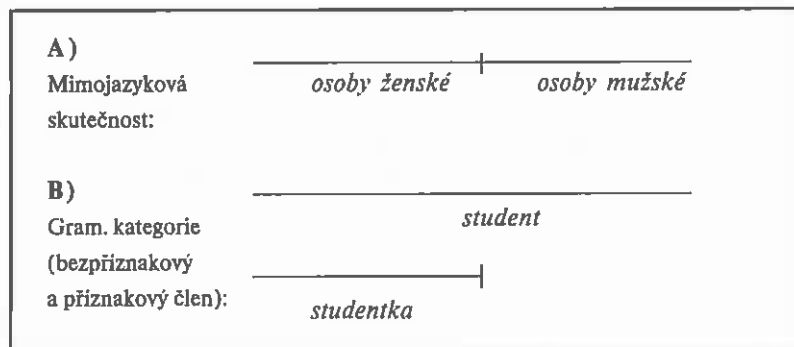 A)
osoby ženské osoby mužské
Mimojazyková
skutečnost:
B)
Gram. kategorie
student
(bezpříznakový
a příznakový člen):
studentka